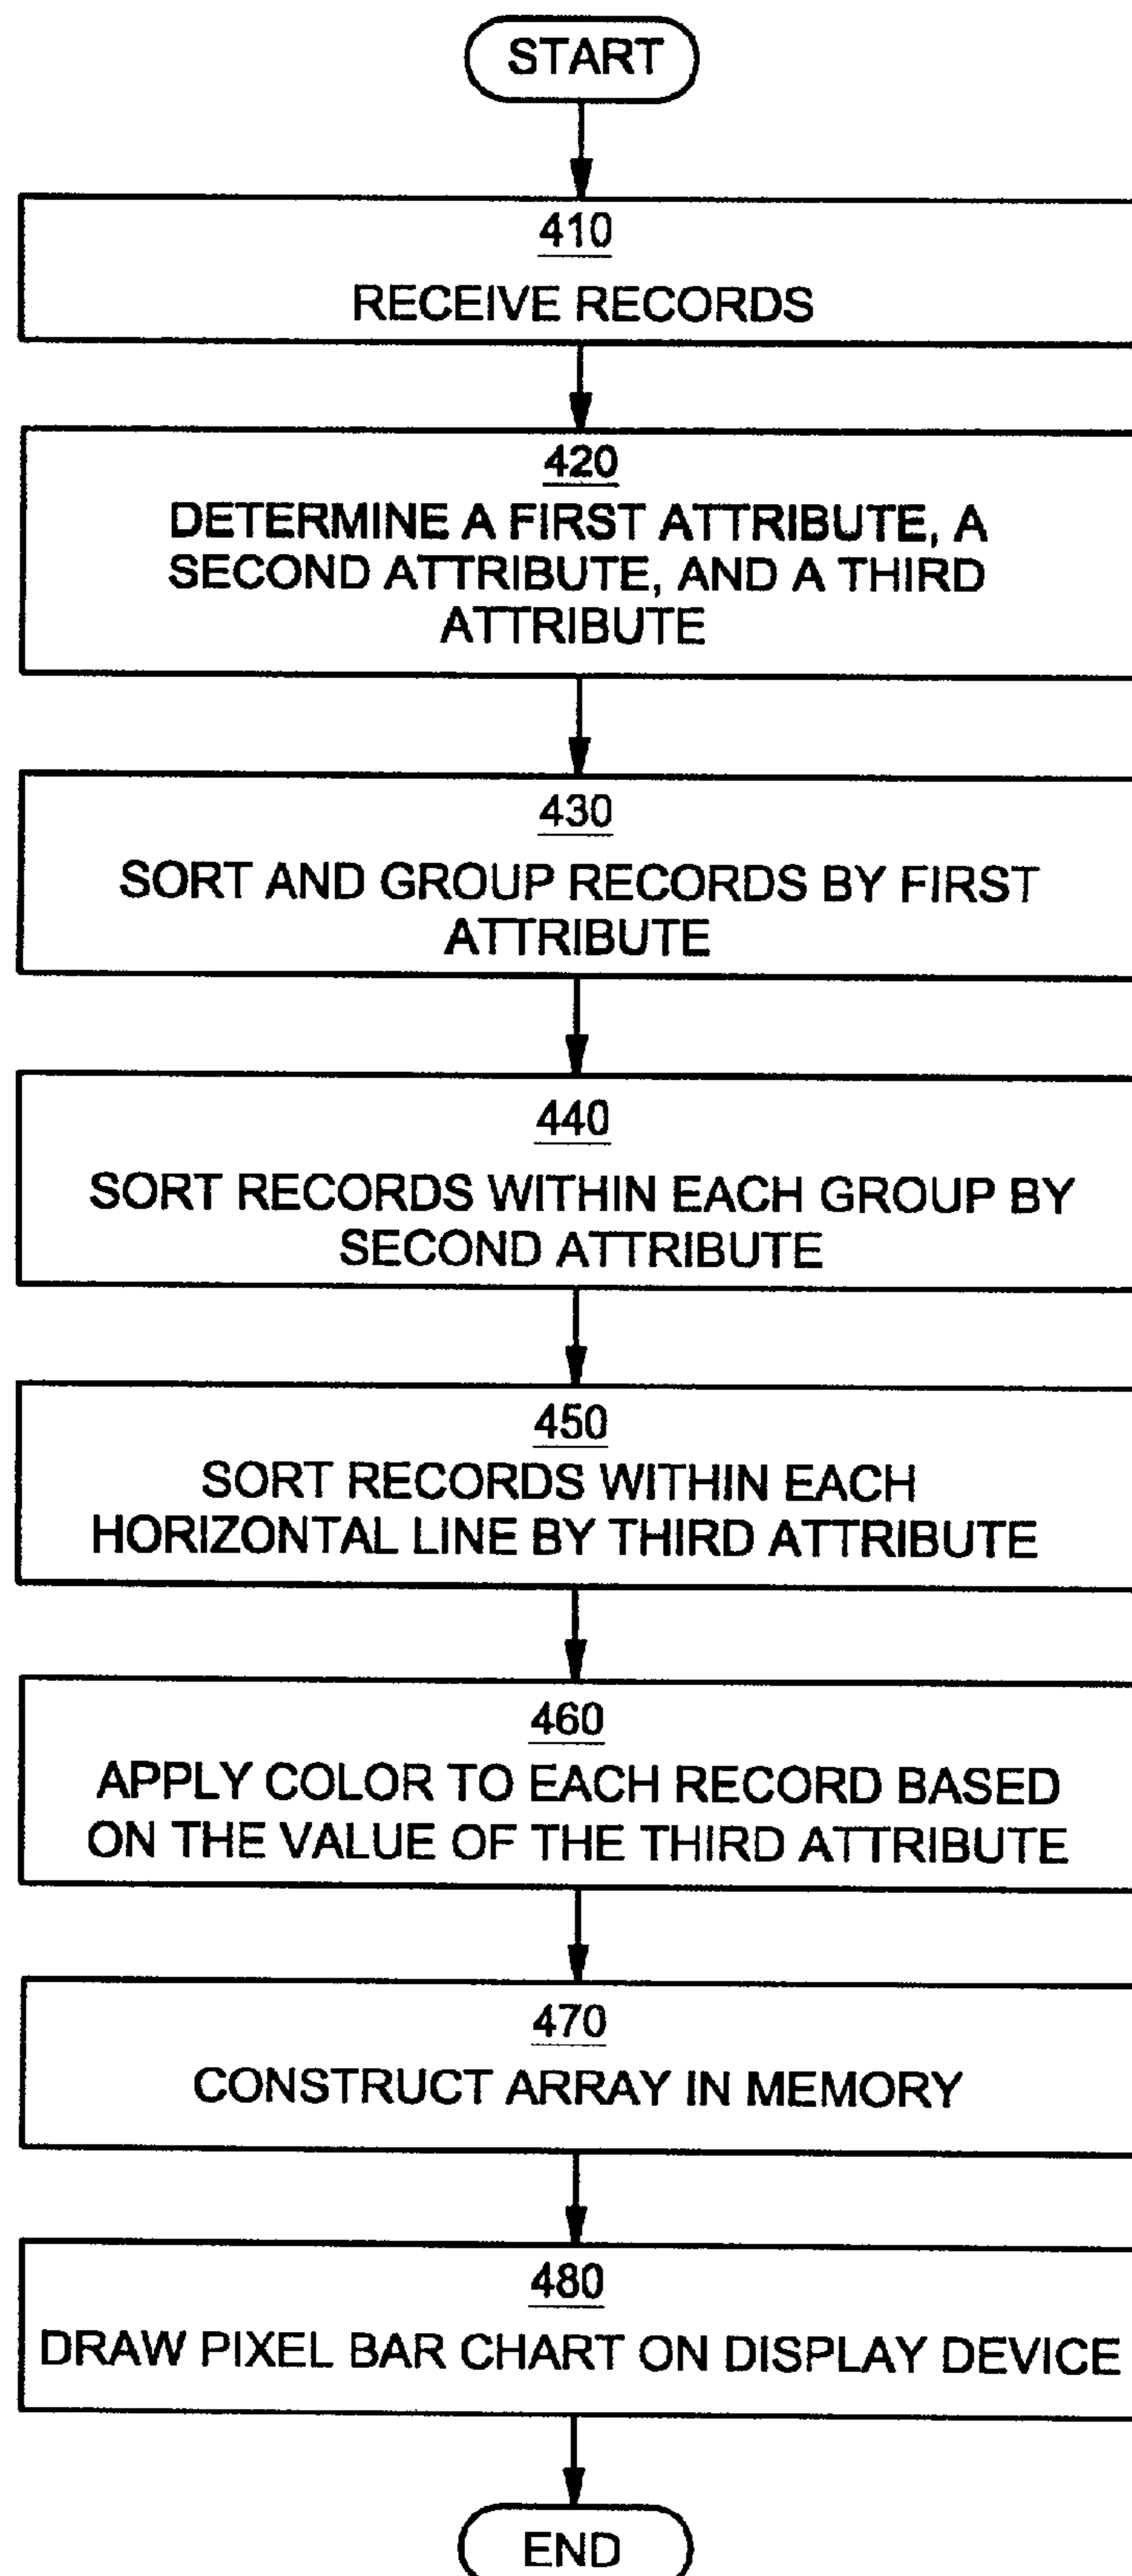 START
410
RECEIVE RECORDS
420
DETERMINE A FIRST ATTRIBUTE, A
SECOND ATTRIBUTE, AND A THIRD
ATTRIBUTE
430
SORT AND GROUP RECORDS BY FIRST
ATTRIBUTE
440
SORT RECORDS WITHIN EACH GROUP BY
SECOND ATTRIBUTE
450
SORT RECORDS WITHIN EACH
HORIZONTAL LINE BY THIRD ATTRIBUTE
460
APPLY COLOR TO EACH RECORD BASED
ON THE VALUE OF THE THIRD ATTRIBUTE
470
CONSTRUCT ARRAY IN MEMORY
480
DRAW PIXEL BAR CHART ON DISPLAY DEVICE
END